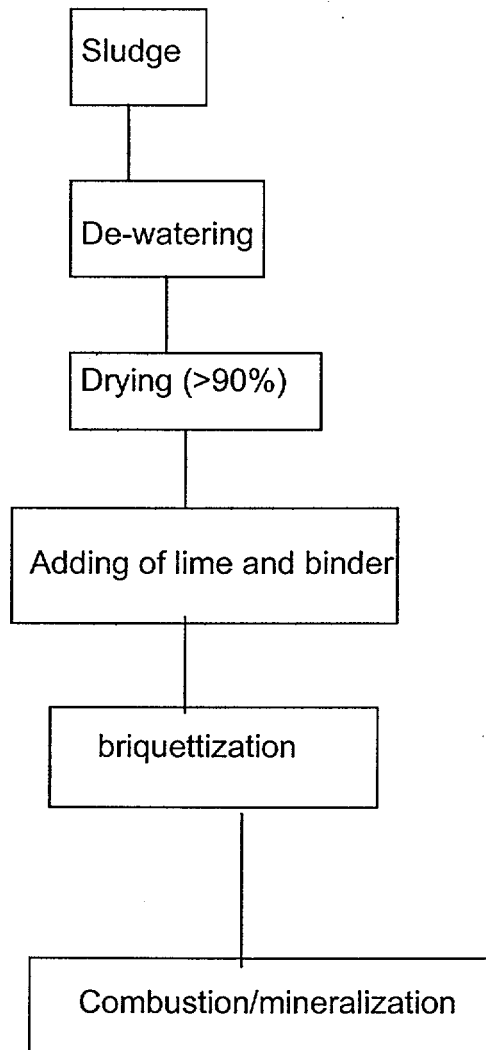 Sludge
De-watering
Drying (>90%)
Adding of lime and binder
briquettization
Combustion/mineralization